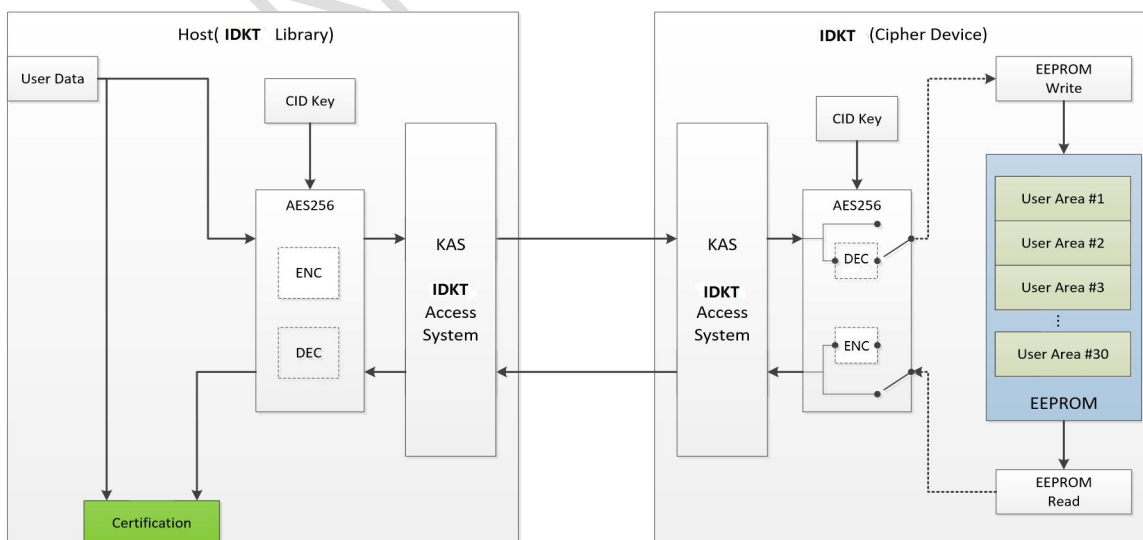 Host( IDKT Library)
User Data
CID Key
AES256
ENC
DEC
KAS
IDKT
Access
System
Certification
IDKT (Cipher Device)
KAS
IDKT
Access
System
CID Key
AES256
DEC
ENC
EEPROM
Write
User Area #1
User Area #2
User Area #3
⋮
User Area #30
EEPROM
EEPROM
Read